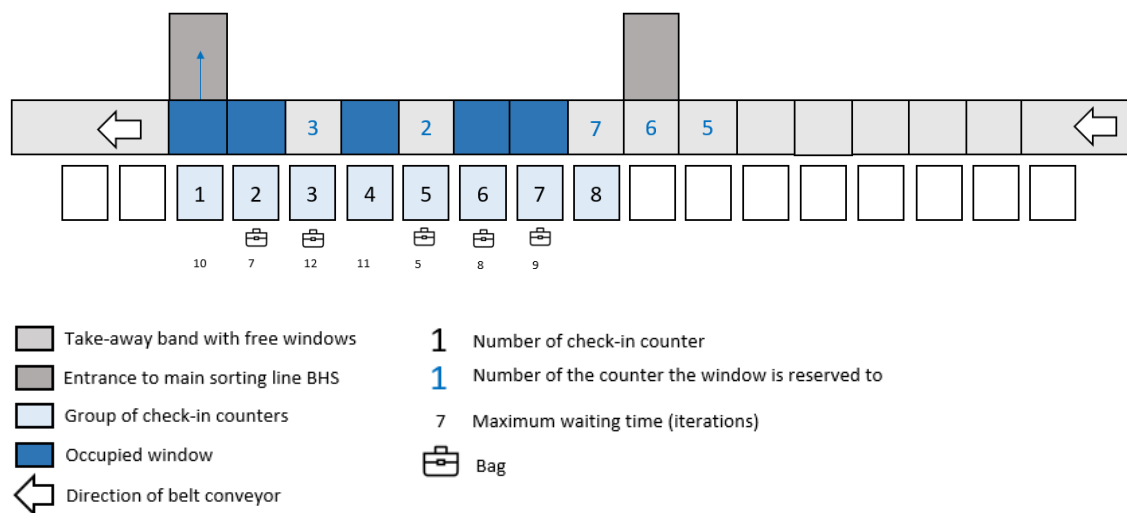 3 2 7 6 5
1 2 3 4 5 6 7 8
10 7 12 11 5 8 9
Take-away band with free windows
Entrance to main sorting line BHS
Group of check-in counters
Occupied window
Direction of belt conveyor
1 Number of check-in counter
1 Number of the counter the window is reserved to
7 Maximum waiting time (iterations)
Bag